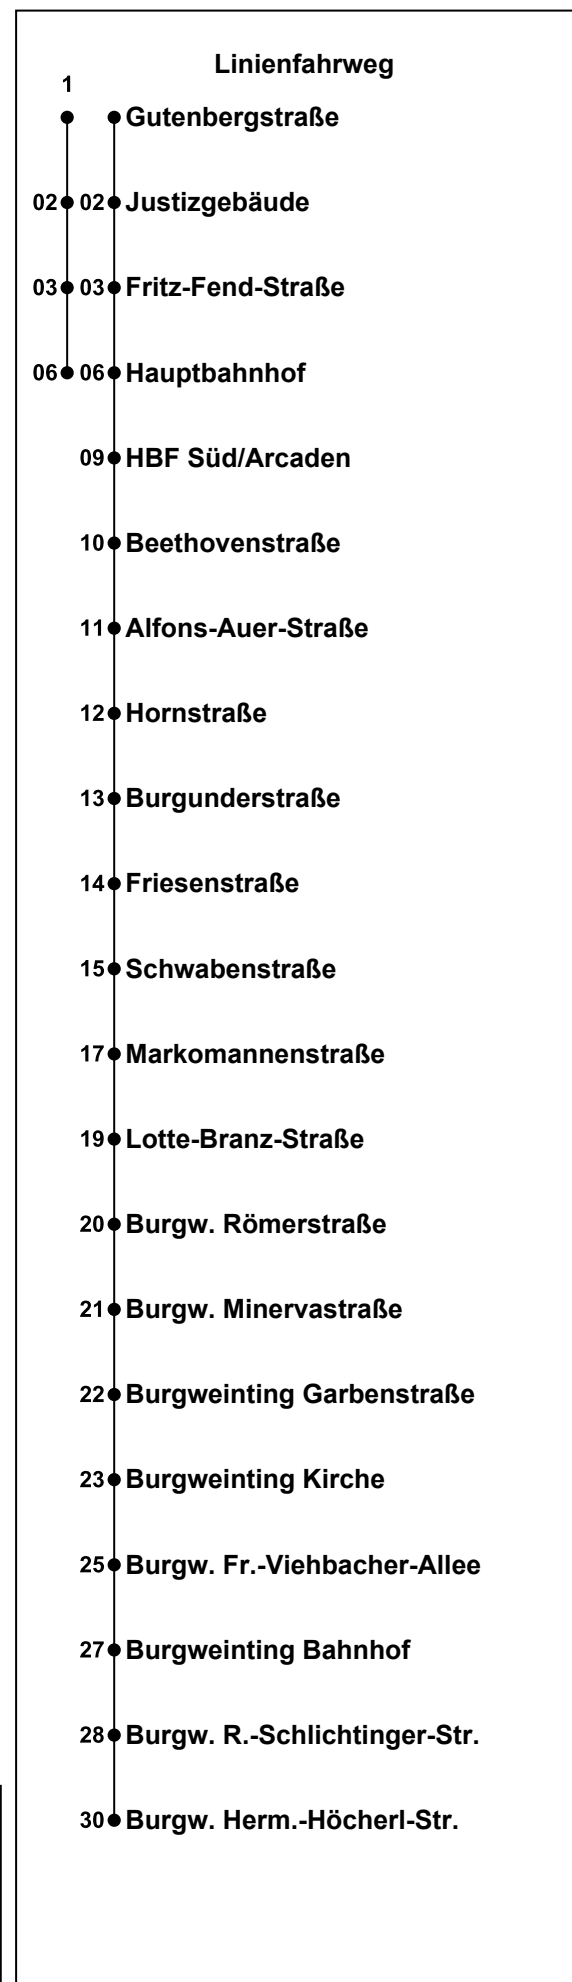 Linienfahrweg
1
Gutenbergstraße
02 02 Justizgebäude
03 03 Fritz-Fend-Straße
06 06 Hauptbahnhof
09 HBF Süd/Arcaden
10 Beethovenstraße
11 Alfons-Auer-Straße
12 Hornstraße
13 Burgunderstraße
14 Friesenstraße
15 Schwabenstraße
17 Markomannenstraße
19 Lotte-Branz-Straße
20 Burgw. Römerstraße
21 Burgw. Minervastraße
22 Burgweinting Garbenstraße
23 Burgweinting Kirche
25 Burgw. Fr.-Viehbacher-Allee
27 Burgweinting Bahnhof
28 Burgw. R.-Schlichtinger-Str.
30 Burgw. Herm.-Höcherl-Str.